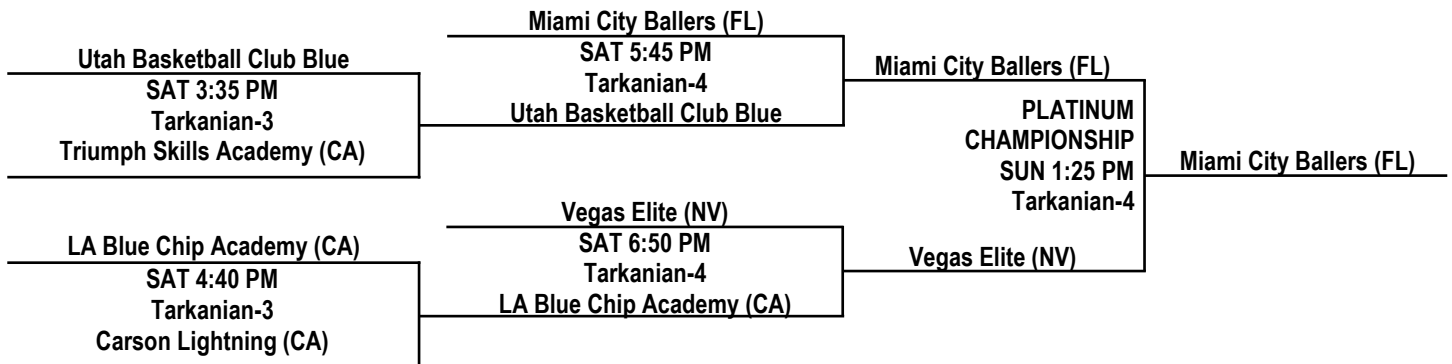 Miami City Ballers (FL)
Utah Basketball Club Blue
SAT 5:45 PM
Miami City Ballers (FL)
SAT 3:35 PM
Tarkanian-4
Tarkanian-3
Utah Basketball Club Blue
PLATINUM
Triumph Skills Academy (CA)
CHAMPIONSHIP
SUN 1:25 PM
Miami City Ballers (FL)
Tarkanian-4
Vegas Elite (NV)
LA Blue Chip Academy (CA)
SAT 6:50 PM
Vegas Elite (NV)
SAT 4:40 PM
Tarkanian-4
Tarkanian-3
LA Blue Chip Academy (CA)
Carson Lightning (CA)